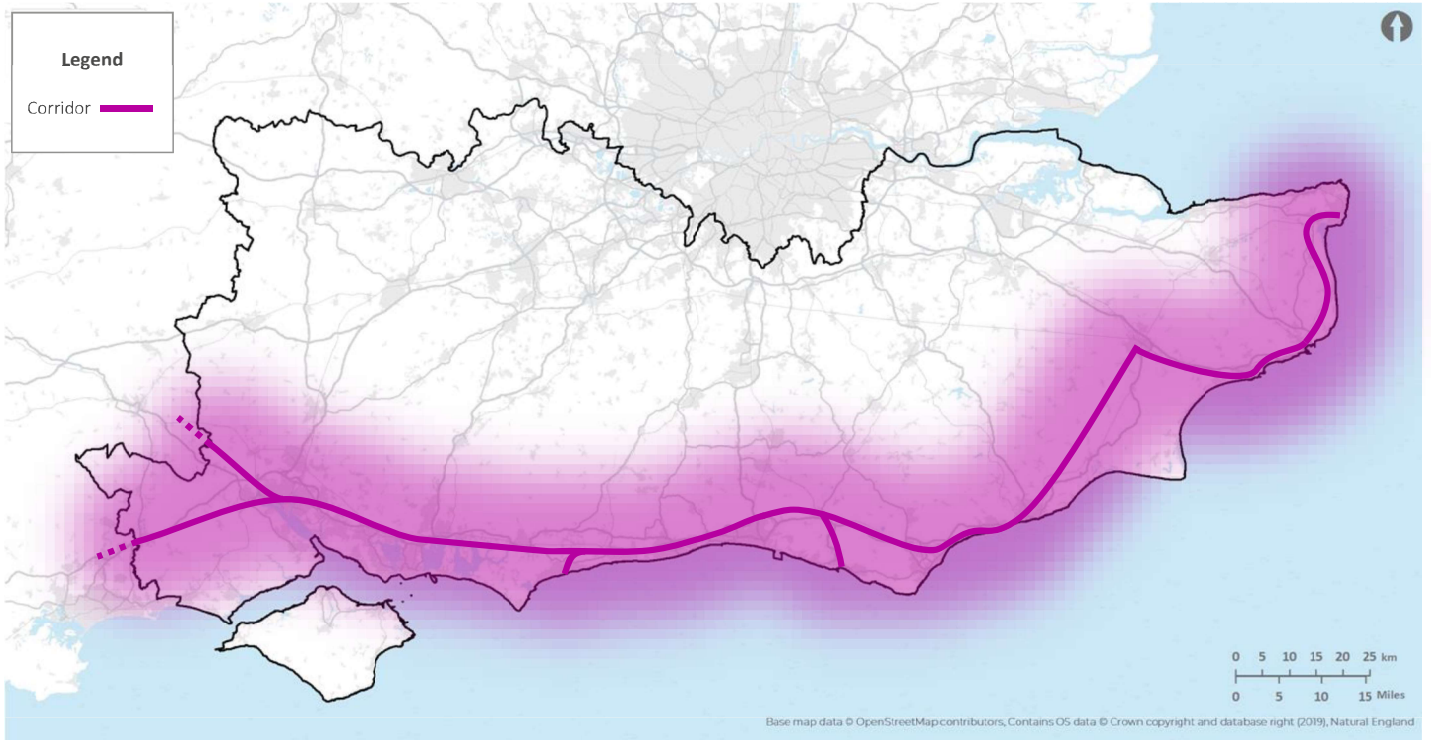 Legend
Corridor
0 5 10 15 20 25 km
0 5 10 15 Miles
Base map data © OpenStreetMap contributors, Contains OS data © Crown copyright and database right (2019), Natural England